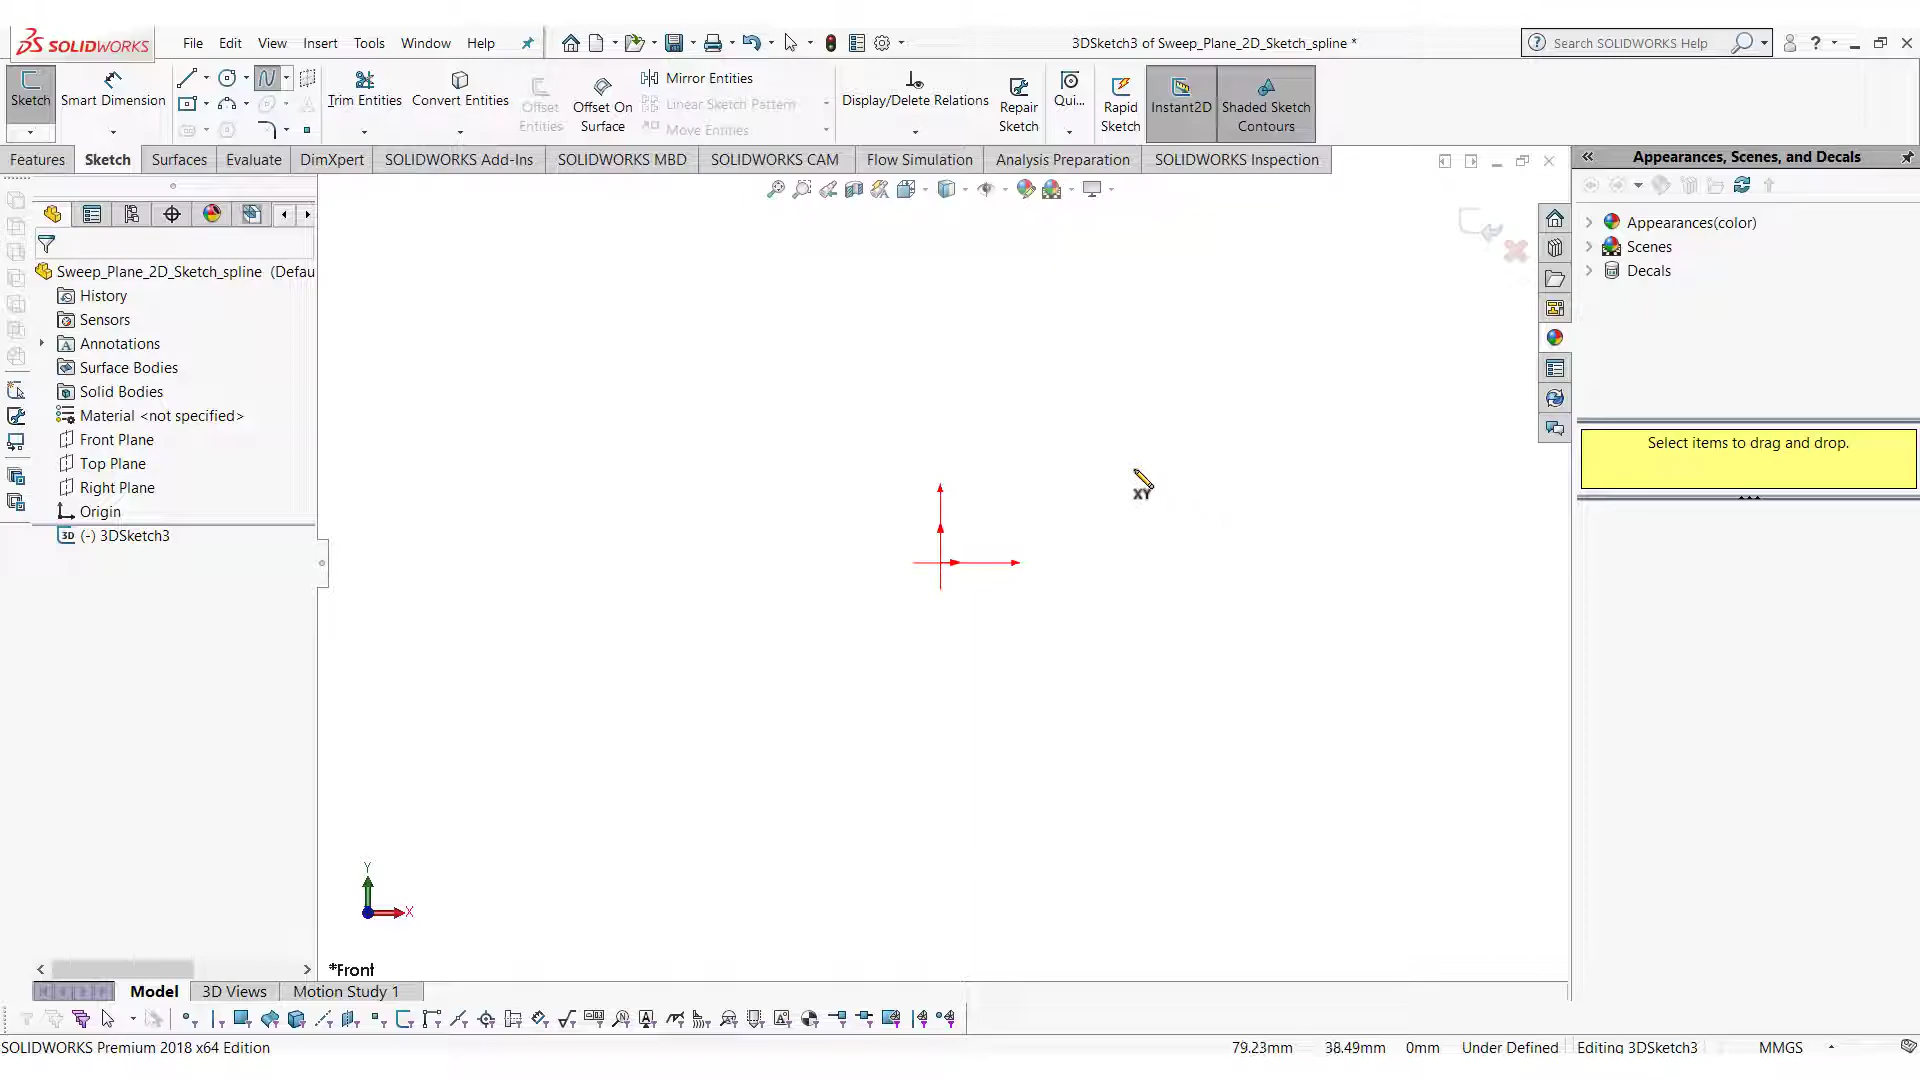 SOLIDWORKS
File Edit View Insert Tools Window Help
3DSketch3 of Sweep_Plane_2D_Sketch_spline *
Search SOLIDWORKS Help
Sketch
Smart Dimension
Trim Entities
Convert Entities
Offset Entities
Offset On Surface
Mirror Entities
Linear Sketch Pattern
Move Entities
Display/Delete Relations
Repair Sketch
Qui...
Rapid Sketch
Instant2D
Shaded Sketch Contours
Features Sketch Surfaces Evaluate DimXpert SOLIDWORKS Add-Ins SOLIDWORKS MBD SOLIDWORKS CAM Flow Simulation Analysis Preparation SOLIDWORKS Inspection
Appearances, Scenes, and Decals
Appearances(color)
Scenes
Decals
Select items to drag and drop.
Sweep_Plane_2D_Sketch_spline (Defau
History
Sensors
Annotations
Surface Bodies
Solid Bodies
Material <not specified>
Front Plane
Top Plane
Right Plane
Origin
3D (-) 3DSketch3
XY
Y
X
*Front
Model 3D Views Motion Study 1
SOLIDWORKS Premium 2018 x64 Edition
79.23mm 38.49mm 0mm Under Defined Editing 3DSketch3 MMGS